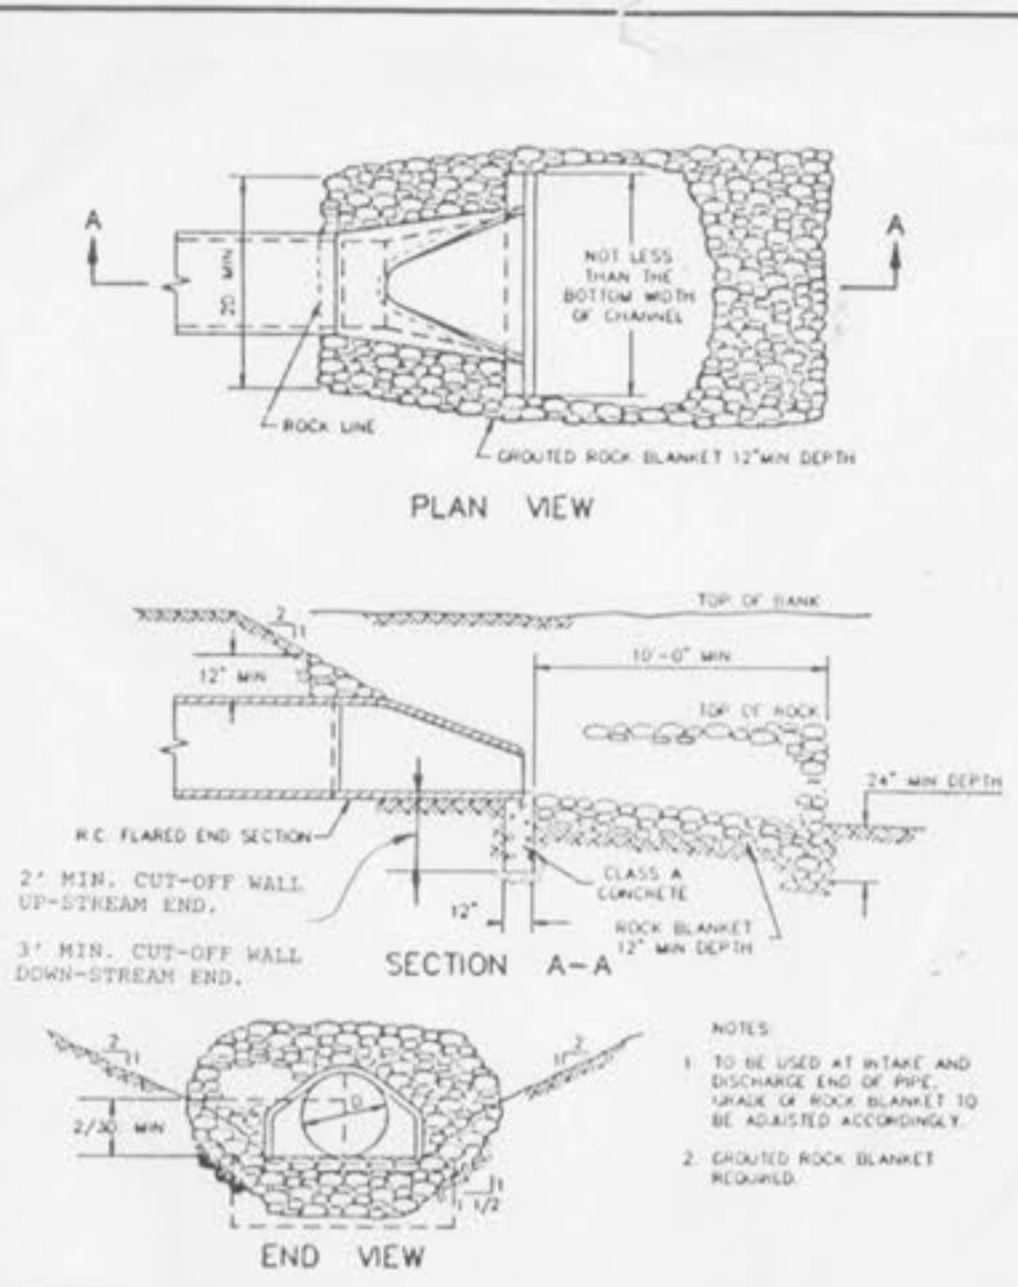 A
A
2D MIN
NOT LESS
THAN THE
BOTTOM WIDTH
OF CHANNEL
ROCK LINE
GROUTED ROCK BLANKET 12" MIN DEPTH
PLAN VIEW
2
1
TOP OF BANK
12" MIN
10'-0" MIN
TOP OF ROCK
24" MIN DEPTH
R.C. FLARED END SECTION
2' MIN. CUT-OFF WALL
UP-STREAM END.
CLASS A
CONCRETE
12"
ROCK BLANKET
12" MIN DEPTH
3' MIN. CUT-OFF WALL
DOWN-STREAM END.
SECTION A-A
2
1
2
1
D
2/3D MIN
1
1 1/2
END VIEW
NOTES:
1. TO BE USED AT INTAKE AND
DISCHARGE END OF PIPE.
GRADE OF ROCK BLANKET TO
BE ADJUSTED ACCORDINGLY.
2. GROUTED ROCK BLANKET
REQUIRED.